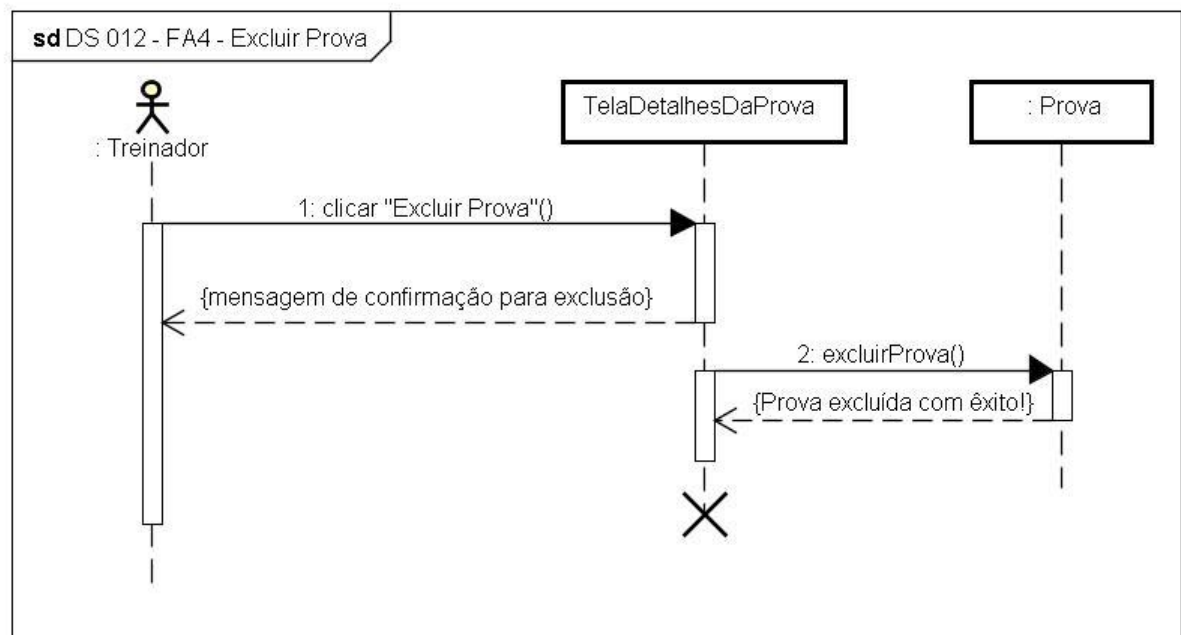 sd DS 012 - FA4 - Excluir Prova
: Treinador
TelaDetalhesDaProva
: Prova
1: clicar "Excluir Prova"()
{mensagem de confirmação para exclusão}
2: excluirProva()
{Prova excluída com êxito!}